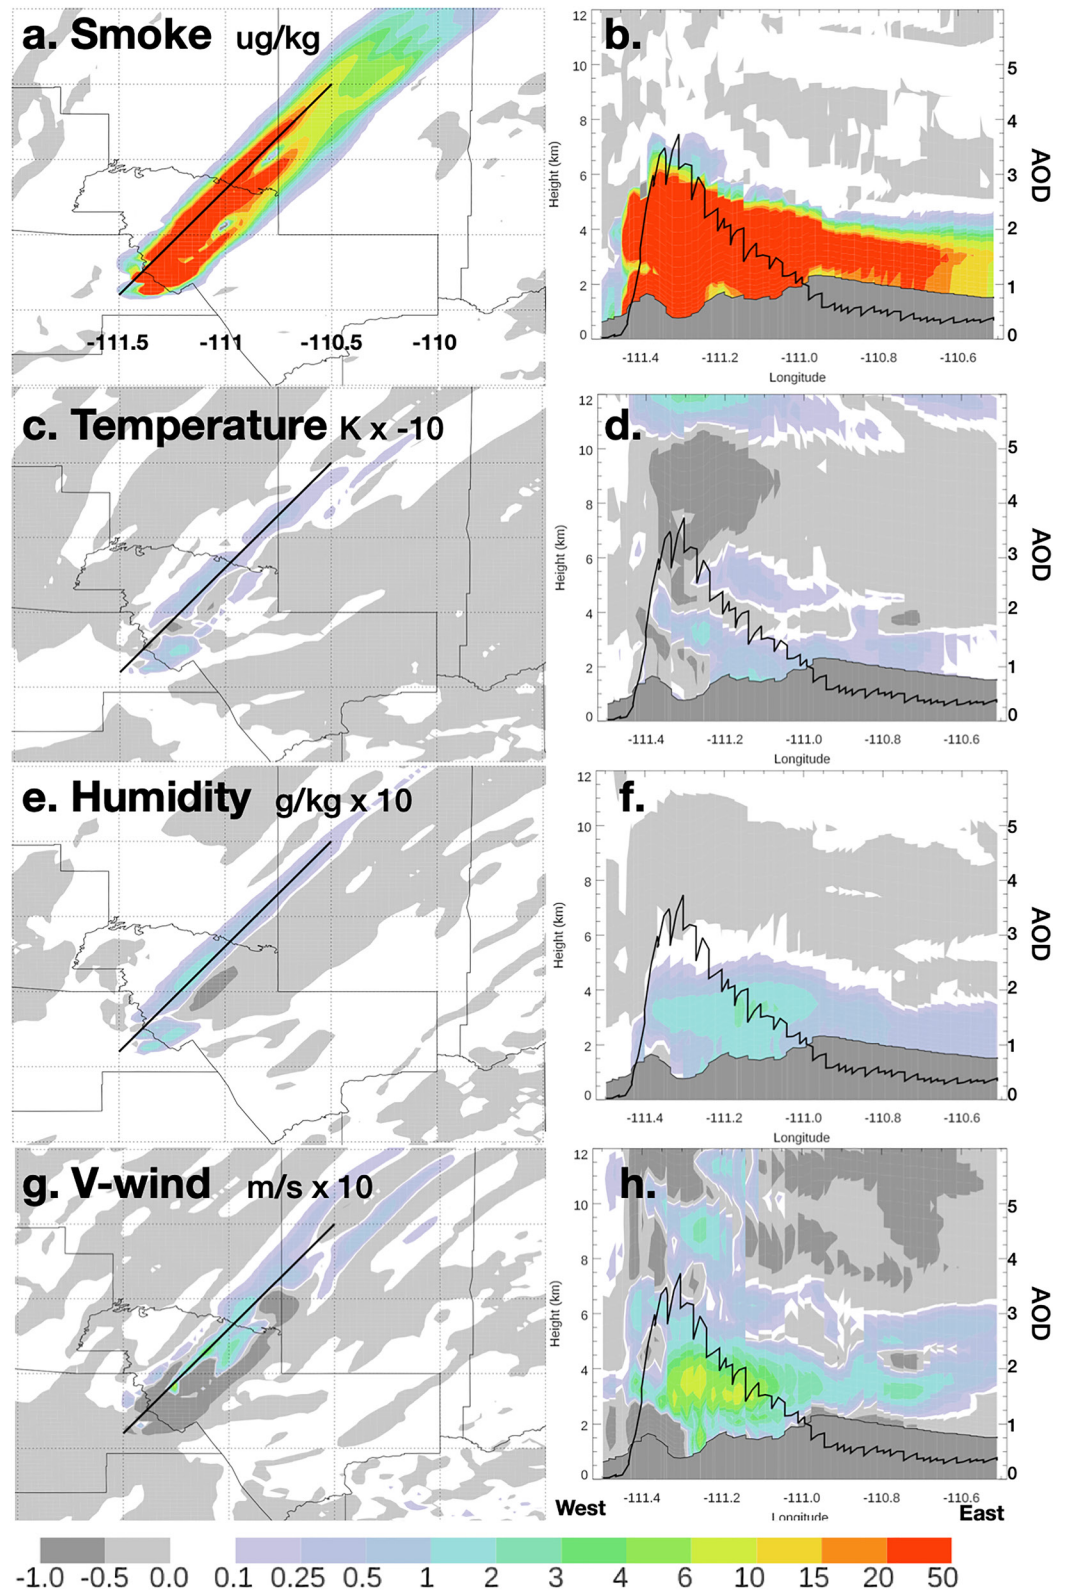 a. Smoke ug/kg
-111.5 -111 -110.5 -110
b.
12
10
8
6
4
2
0
Height (km)
5
4
3
2
1
0
AOD
-111.4 -111.2 -111.0 -110.8 -110.6
Longitude
c. Temperature K x -10
d.
12
10
8
6
4
2
0
Height (km)
5
4
3
2
1
0
AOD
-111.4 -111.2 -111.0 -110.8 -110.6
Longitude
e. Humidity g/kg x 10
f.
12
10
8
6
4
2
0
Height (km)
5
4
3
2
1
0
AOD
-111.4 -111.2 -111.0 -110.8 -110.6
Longitude
g. V-wind m/s x 10
h.
12
10
8
6
4
2
0
Height (km)
5
4
3
2
1
0
AOD
-111.4 -111.2 -111.0 -110.8 -110.6
West Longitude East
-1.0 -0.5 0.0 0.1 0.25 0.5 1 2 3 4 6 10 15 20 50